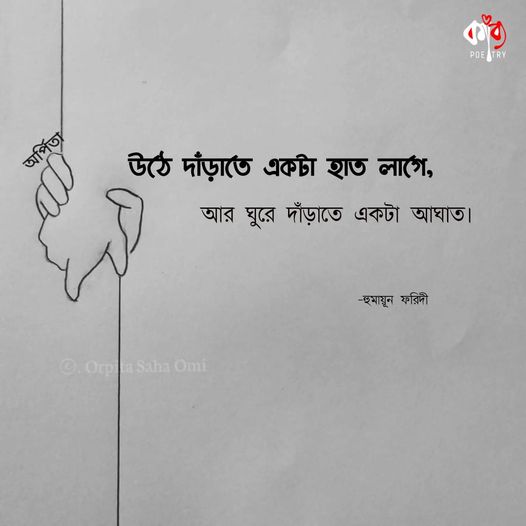 কাব্য
POETRY
অর্পিতা
উঠে দাঁড়াতে একটা হাত লাগে,
আর ঘুরে দাঁড়াতে একটা আঘাত।
-হুমায়ূন ফরিদী
©. Orpita Saha Omi